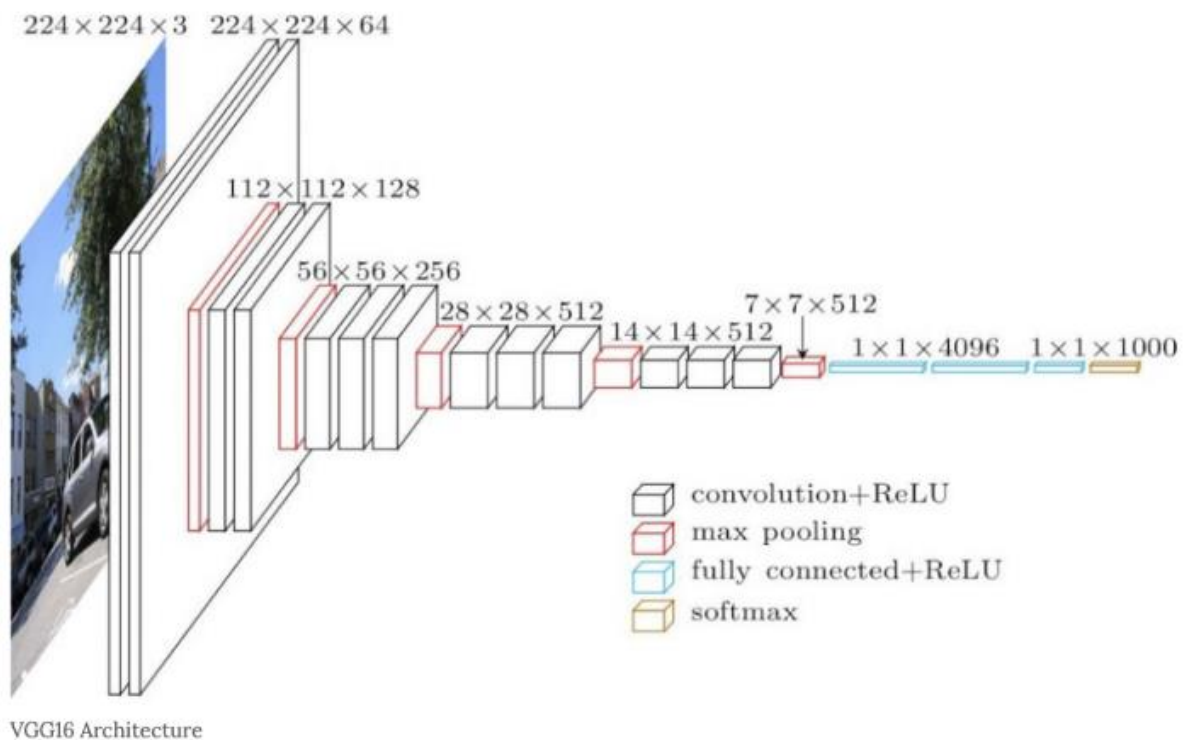 224×224×3 224×224×64
112×112×128
56×56×256
28×28×512
14×14×512
7×7×512
1×1×4096 1×1×1000
convolution+ReLU
max pooling
fully connected+ReLU
softmax
VGG16 Architecture